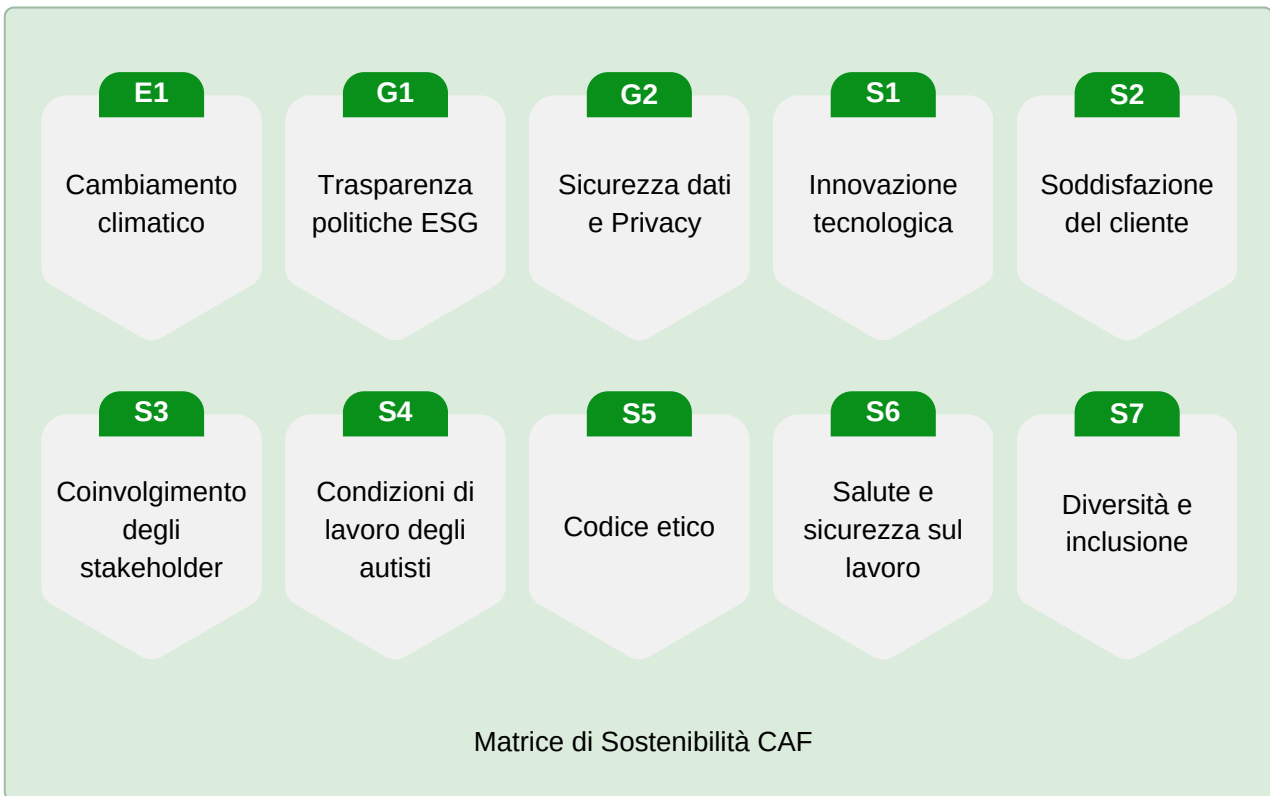 E1
Cambiamento
climatico
G1
Trasparenza
politiche ESG
G2
Sicurezza dati
e Privacy
S1
Innovazione
tecnologica
S2
Soddisfazione
del cliente
S3
Coinvolgimento
degli
stakeholder
S4
Condizioni di
lavoro degli
autisti
S5
Codice etico
S6
Salute e
sicurezza sul
lavoro
S7
Diversità e
inclusione
Matrice di Sostenibilità CAF